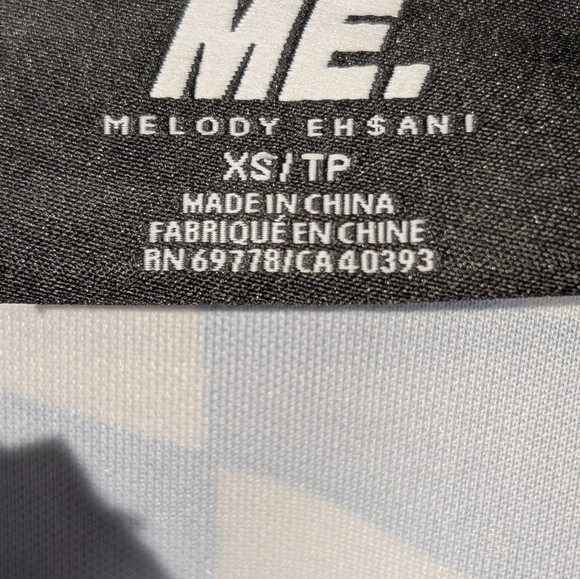 ME.
MELODY EH$ANI
XS/TP
MADE IN CHINA
FABRIQUÉ EN CHINE
RN 69778/CA 40393